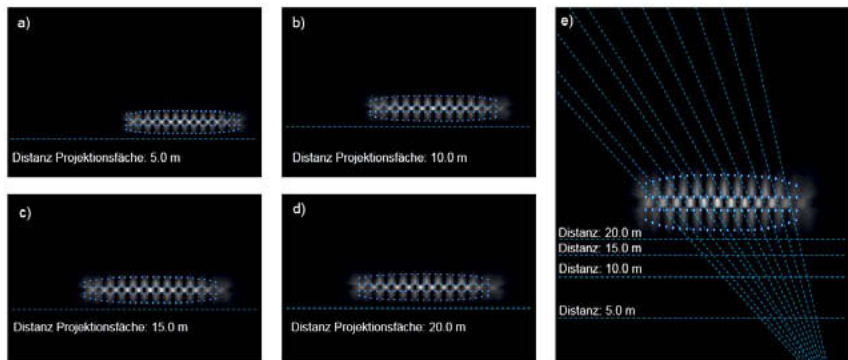 a)
Distanz Projektionsfäche: 5.0 m
b)
Distanz Projektionsfäche: 10.0 m
c)
Distanz Projektionsfäche: 15.0 m
d)
Distanz Projektionsfäche: 20.0 m
e)
Distanz: 20.0 m
Distanz: 15.0 m
Distanz: 10.0 m
Distanz: 5.0 m